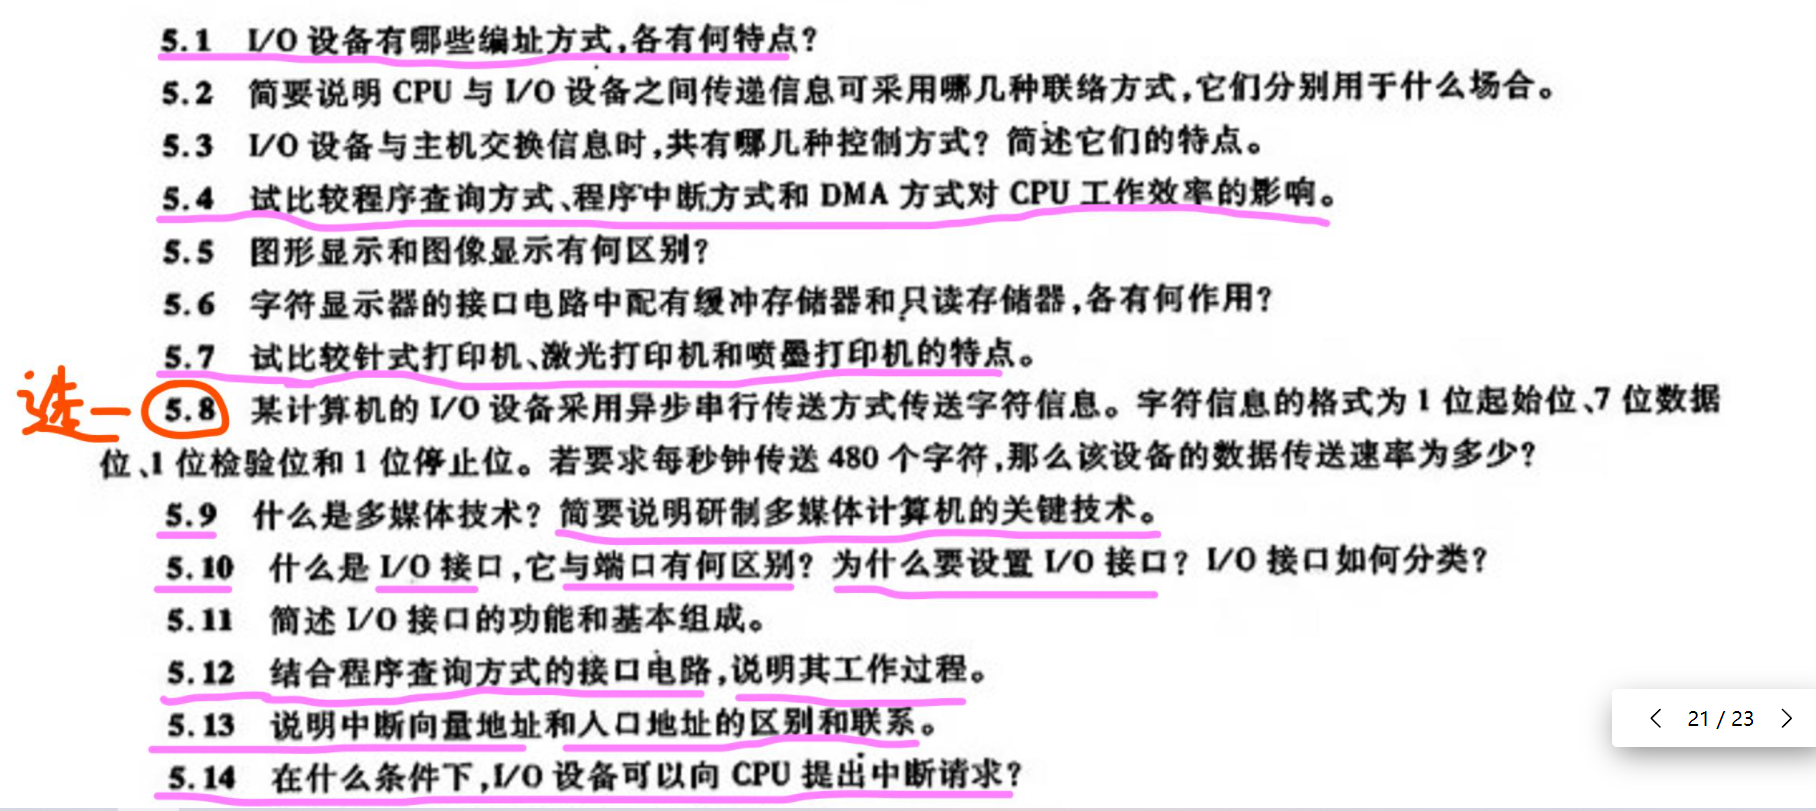 5.1 I/O 设备有哪些编址方式,各有何特点?
5.2 简要说明 CPU 与 I/O 设备之间传递信息可采用哪几种联络方式,它们分别用于什么场合。
5.3 I/O 设备与主机交换信息时,共有哪几种控制方式? 简述它们的特点。
5.4 试比较程序查询方式、程序中断方式和 DMA 方式对 CPU 工作效率的影响。
5.5 图形显示和图像显示有何区别?
5.6 字符显示器的接口电路中配有缓冲存储器和只读存储器,各有何作用?
5.7 试比较针式打印机、激光打印机和喷墨打印机的特点。
选一 5.8 某计算机的 I/O 设备采用异步串行传送方式传送字符信息。字符信息的格式为 1 位起始位、7 位数据
位、1 位检验位和 1 位停止位。若要求每秒钟传送 480 个字符,那么该设备的数据传送速率为多少?
5.9 什么是多媒体技术? 简要说明研制多媒体计算机的关键技术。
5.10 什么是 I/O 接口,它与端口有何区别? 为什么要设置 I/O 接口? I/O 接口如何分类?
5.11 简述 I/O 接口的功能和基本组成。
5.12 结合程序查询方式的接口电路,说明其工作过程。
5.13 说明中断向量地址和入口地址的区别和联系。
21 / 23
5.14 在什么条件下,I/O 设备可以向 CPU 提出中断请求?